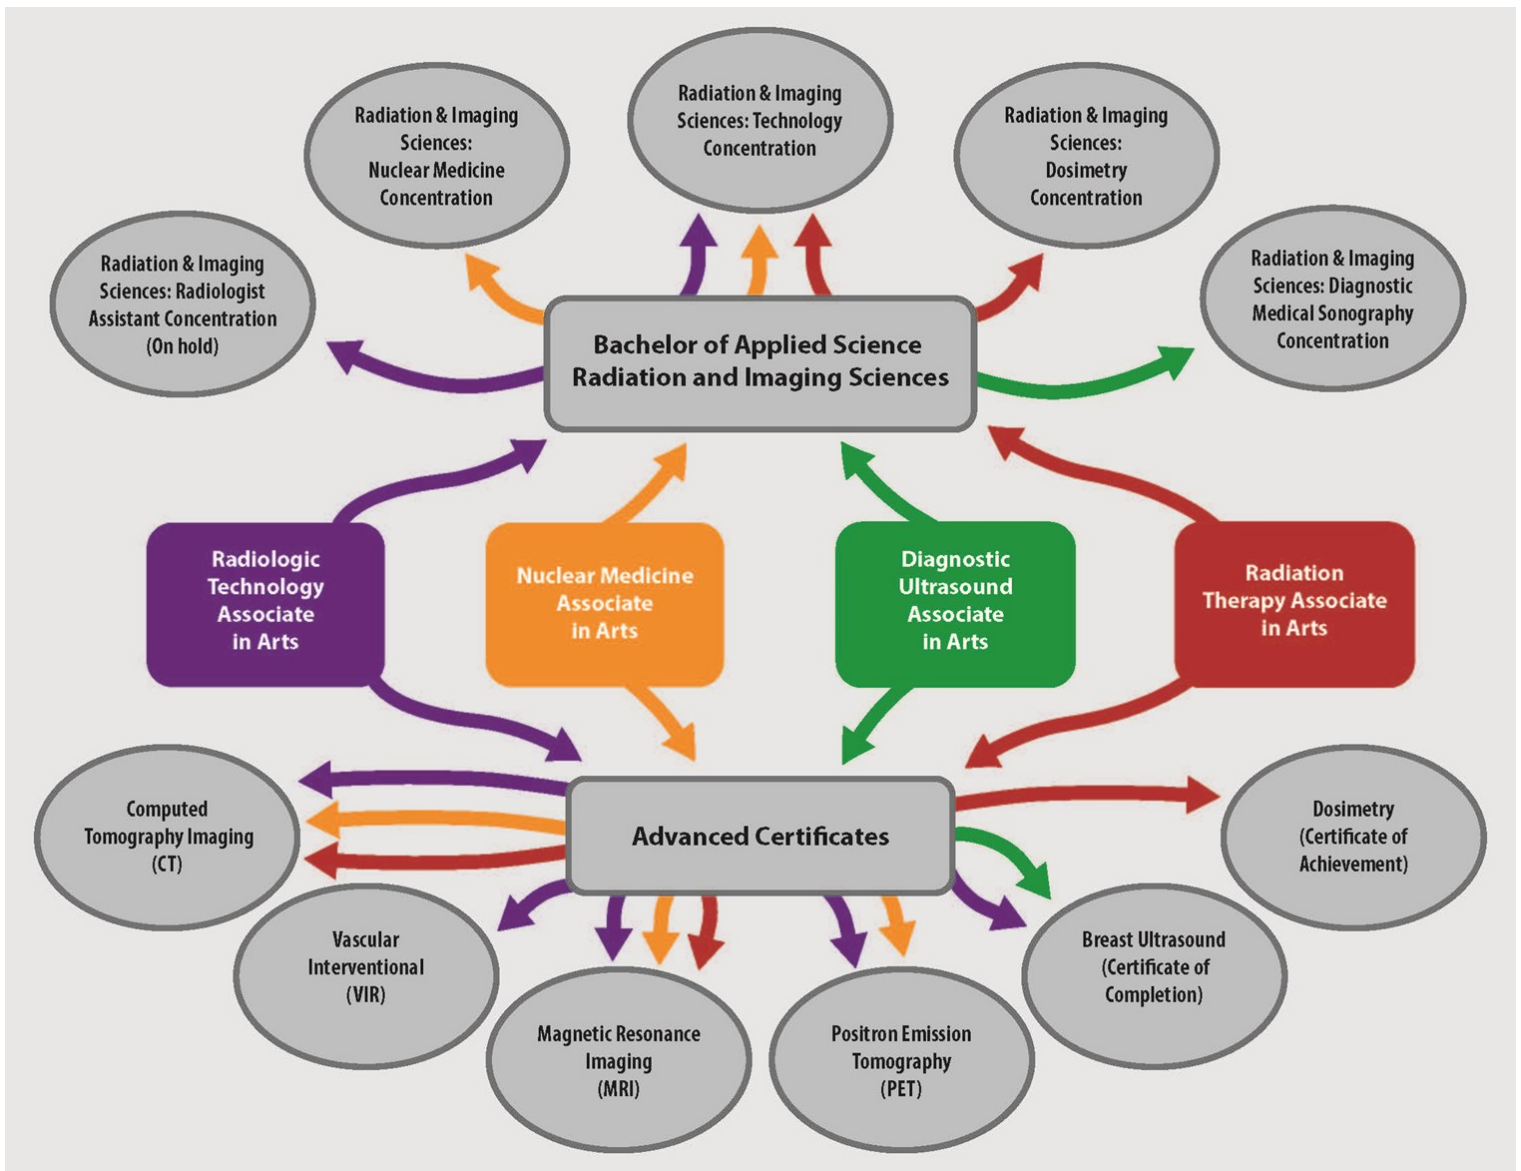 Radiation & Imaging
Sciences: Technology
Concentration
Radiation & Imaging
Sciences:
Nuclear Medicine
Concentration
Radiation & Imaging
Sciences:
Dosimetry
Concentration
Radiation & Imaging
Sciences: Radiologist
Assistant Concentration
(On hold)
Radiation & Imaging
Sciences: Diagnostic
Medical Sonography
Concentration
Bachelor of Applied Science
Radiation and Imaging Sciences
Radiologic
Technology
Associate
in Arts
Nuclear Medicine
Associate
in Arts
Diagnostic
Ultrasound
Associate
in Arts
Radiation
Therapy Associate
in Arts
Advanced Certificates
Computed
Tomography Imaging
(CT)
Vascular
Interventional
(VIR)
Magnetic Resonance
Imaging
(MRI)
Positron Emission
Tomography
(PET)
Breast Ultrasound
(Certificate of
Completion)
Dosimetry
(Certificate of
Achievement)